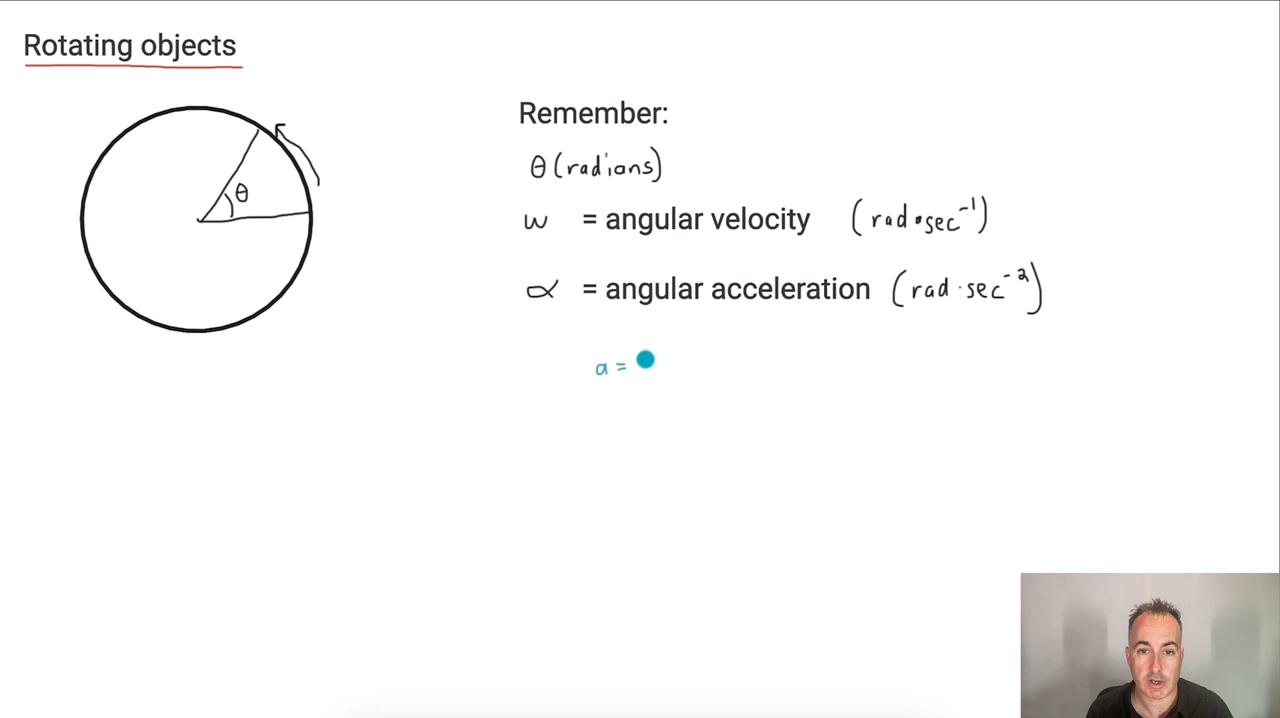 Rotating objects
θ
Remember:
θ (radians)
ω = angular velocity (rad•sec⁻¹)
α = angular acceleration (rad·sec⁻²)
a =